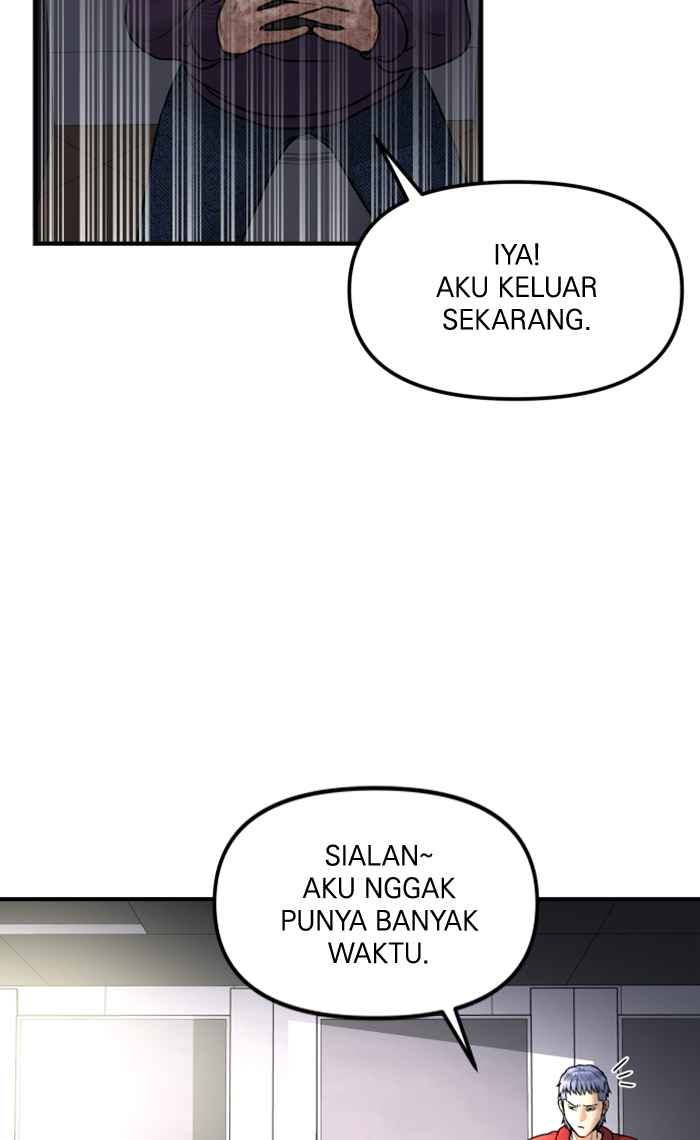 IYA!
AKU KELUAR
SEKARANG.
SIALAN~
AKU NGGAK
PUNYA BANYAK
WAKTU.